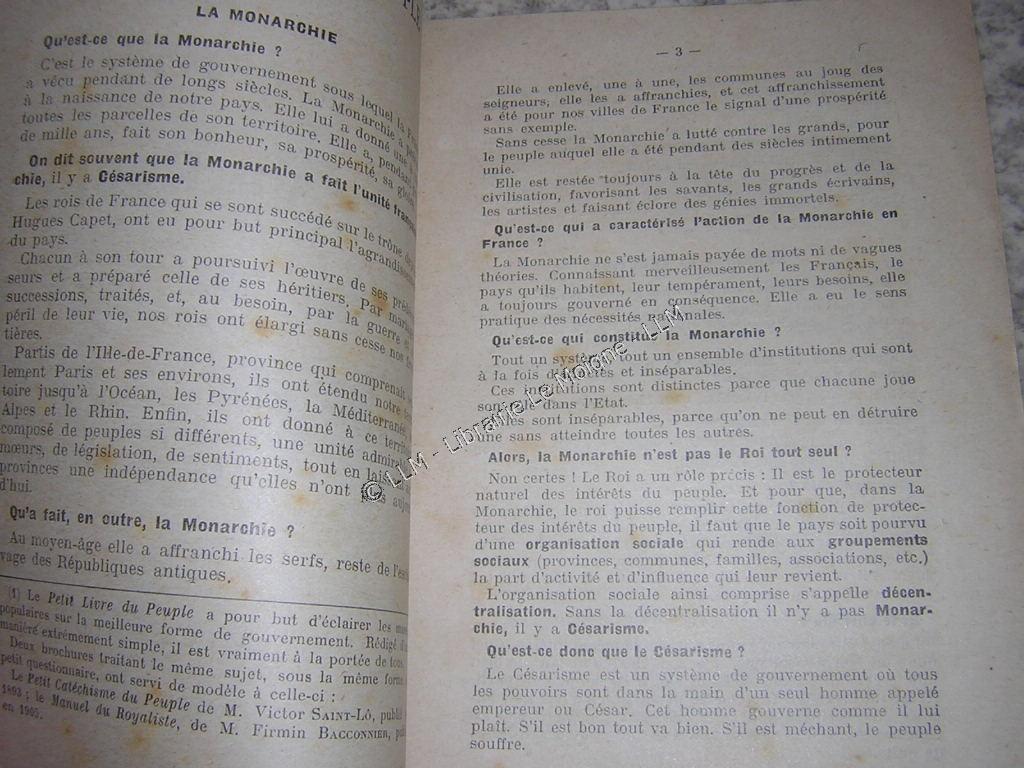 LA MONARCHIE
Qu'est-ce que la Monarchie ?
C'est le système de gouvernement sous lequel la
a vécu pendant de longs siècles. La Monarchie a
à la naissance de notre pays. Elle lui a donné une
toutes les parcelles de son territoire. Elle a, pendant
de mille ans, fait son bonheur, sa prospérité, sa
On dit souvent que la Monarchie a fait l'unité
chie, il y a Césarisme.
Les rois de France qui se sont succédé sur le trône
Hugues Capet, ont eu pour but principal
du pays.
Chacun à son tour a poursuivi l'œuvre de ses
seurs et a préparé celle de ses héritiers, Par
successions, traités, et, au besoin, par la guerre
péril de leur vie, nos rois ont élargi sans cesse nos
tières.
Partis de l'Ille-de-France, province qui comprenait
lement Paris et ses environs, ils ont étendu notre
toire jusqu'à l'Océan, les Pyrénées, la Méditerranée
Alpes et le Rhin. Enfin, ils ont donné à ce
composé de peuples si différents, une unité
mœurs, de législation, de sentiments, tout en
provinces une indépendance qu'elles n'ont
d'hui.
Qu'a fait, en outre, la Monarchie ?
Au moyen-âge elle a affranchi les serfs, reste de
vage des Républiques antiques.
(1) Le Petit Livre du Peuple a pour but d'éclairer les
populaires sur la meilleure forme de gouvernement. Rédigé
manière extrêmement simple, il est vraiment à la portée de tous.
Deux brochures traitant le même sujet, sous la même forme
petit questionnaire, ont servi de modèle à celle-ci :
Le Petit Catéchisme du Peuple de M. Victor SAINT-LÔ,
1893 ; le Manuel du Royaliste, de M. Firmin BACCONNIER,
en 1903.
— 3 —
Elle a enlevé, une à une, les communes au joug des
seigneurs; elle les a affranchies, et cet affranchissement
a été pour nos villes de France le signal d'une prospérité
sans exemple.
Sans cesse la Monarchie a lutté contre les grands, pour
le peuple auquel elle a été pendant des siècles intimement
unie.
Elle est restée toujours à la tête du progrès et de la
civilisation, favorisant les savants, les grands écrivains,
les artistes et faisant éclore des génies immortels.
Qu'est-ce qui a caractérisé l'action de la Monarchie en
France ?
La Monarchie ne s'est jamais payée de mots ni de vagues
théories. Connaissant merveilleusement les Français, le
pays qu'ils habitent, leur tempérament, leurs besoins, elle
a toujours gouverné en conséquence. Elle a eu le sens
pratique des nécessités nationales.
Qu'est-ce qui constitue la Monarchie ?
Tout un système, tout un ensemble d'institutions qui sont
à la fois distinctes et inséparables.
Ces institutions sont distinctes parce que chacune joue
son rôle dans l'Etat.
Elles sont inséparables, parce qu'on ne peut en détruire
une sans atteindre toutes les autres.
Alors, la Monarchie n'est pas le Roi tout seul ?
Non certes ! Le Roi a un rôle précis : Il est le protecteur
naturel des intérêts du peuple. Et pour que, dans la
Monarchie, le roi puisse remplir cette fonction de protec-
teur des intérêts du peuple, il faut que le pays soit pourvu
d'une organisation sociale qui rende aux groupements
sociaux (provinces, communes, familles, associations, etc.)
la part d'activité et d'influence qui leur revient.
L'organisation sociale ainsi comprise s'appelle décen-
tralisation. Sans la décentralisation il n'y a pas Monar-
chie, il y a Césarisme.
Qu'est-ce donc que le Césarisme ?
Le Césarisme est un système de gouvernement où tous
les pouvoirs sont dans la main d'un seul homme appelé
empereur ou César. Cet homme gouverne comme il lui
plaît. S'il est bon tout va bien. S'il est méchant, le peuple
souffre.
© LLM - Librairie Le Molone - LLM